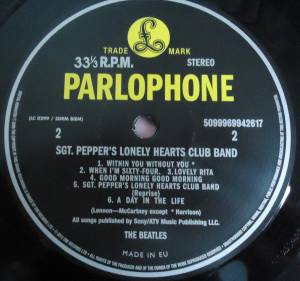 TRADE MARK
33⅓ R.P.M. STEREO
PARLOPHONE
5099969942617
2 2
SGT. PEPPER'S LONELY HEARTS CLUB BAND
1. WITHIN YOU WITHOUT YOU *
2. WHEN I'M SIXTY-FOUR. 3. LOVELY RITA
4. GOOD MORNING GOOD MORNING
5. SGT. PEPPER'S LONELY HEARTS CLUB BAND
(Reprise)
6. A DAY IN THE LIFE
(Lennon—McCartney except * Harrison)
All songs published by Sony/ATV Music Publishing LLC.
THE BEATLES
MADE IN EU